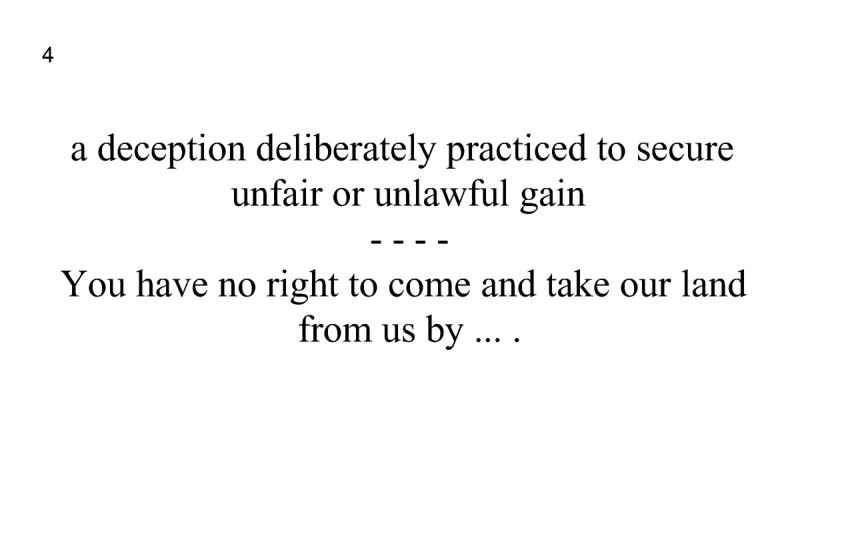 4
a deception deliberately practiced to secure
unfair or unlawful gain
- - - -
You have no right to come and take our land
from us by ... .